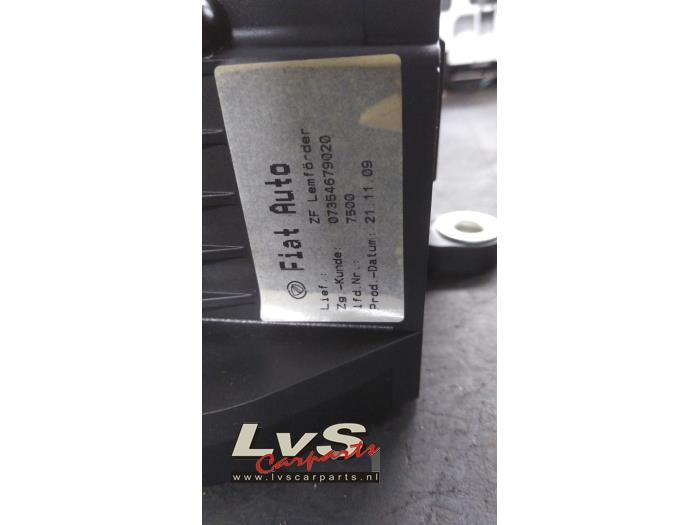 Fiat Auto
Lief.: ZF Lemförder
Zg.-Kunde: 07354679020
lfd.Nr.: 7500
Prod.-Datum: 21.11.09
LvS
Carparts
www.lvscarparts.nl